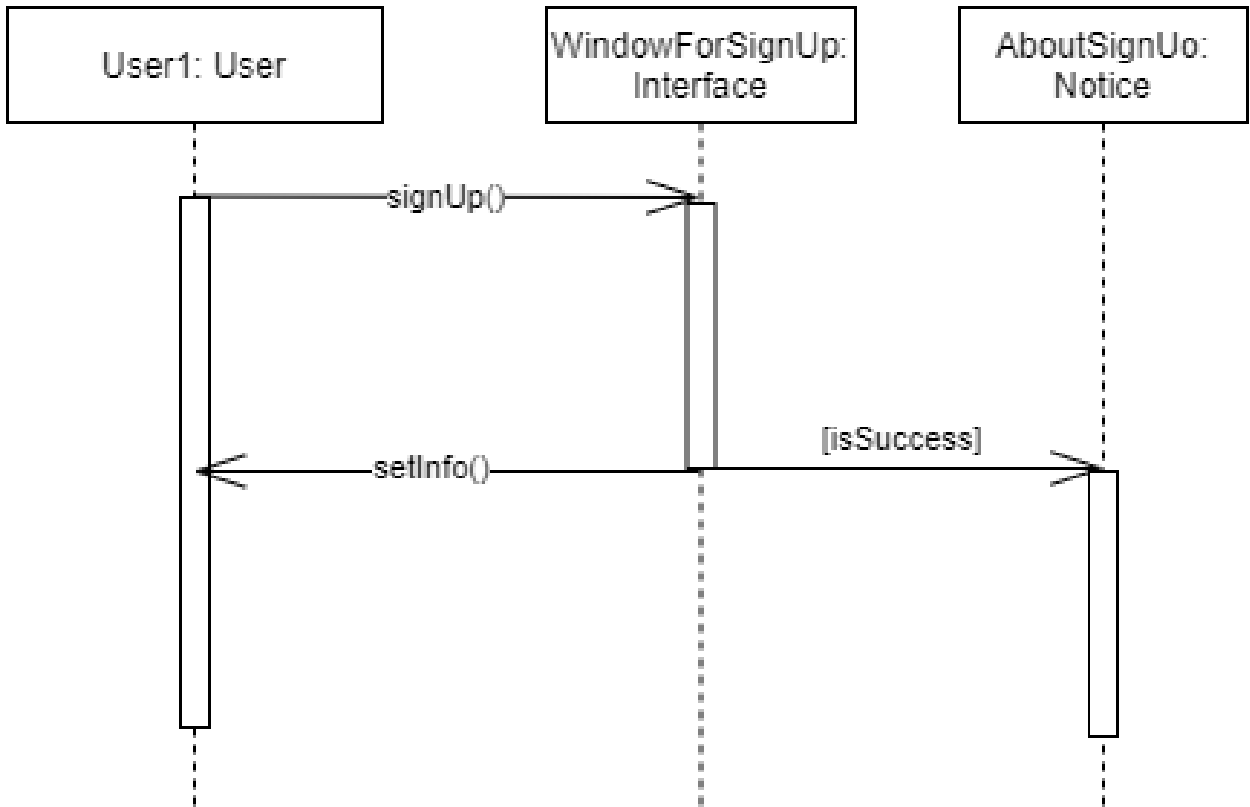 User1: User
WindowForSignUp:
Interface
AboutSignUo:
Notice
signUp()
[isSuccess]
setInfo()